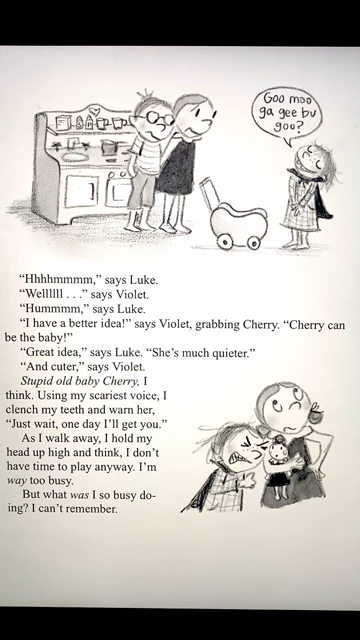 Goo moo
ga gee bu
goo?
“Hhhhmmmm,” says Luke.
“Wellllll . . .” says Violet.
“Hummmm,” says Luke.
“I have a better idea!” says Violet, grabbing Cherry. “Cherry can
be the baby!”
“Great idea,” says Luke. “She’s much quieter.”
“And cuter,” says Violet.
Stupid old baby Cherry, I
think. Using my scariest voice, I
clench my teeth and warn her,
“Just wait, one day I’ll get you.”
As I walk away, I hold my
head up high and think, I don’t
have time to play anyway. I’m
way too busy.
But what was I so busy do-
ing? I can’t remember.